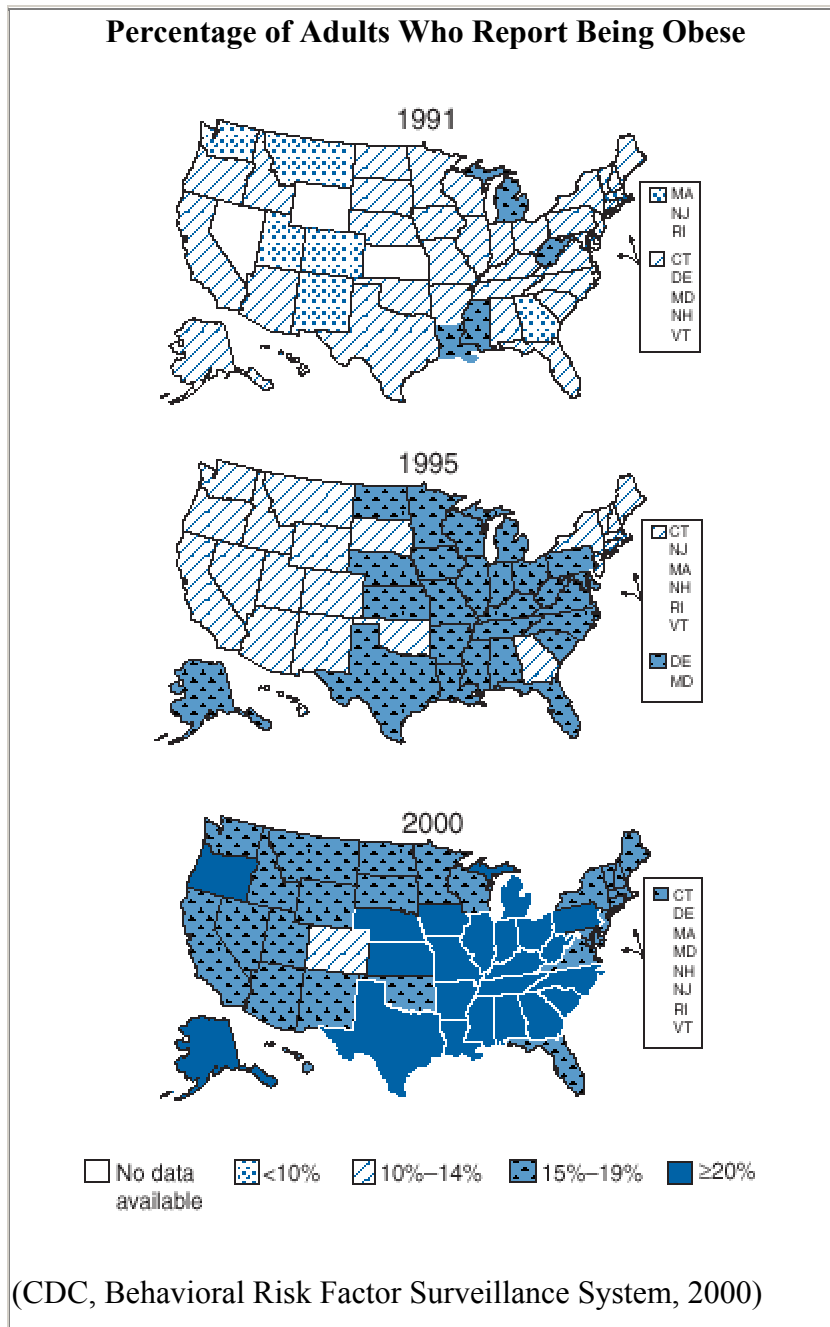 Percentage of Adults Who Report Being Obese
1991
MA
NJ
RI
CT
DE
MD
NH
VT
1995
CT
NJ
MA
NH
RI
VT
DE
MD
2000
CT
DE
MA
MD
NH
NJ
RI
VT
No data available
<10%
10%–14%
15%–19%
≥20%
(CDC, Behavioral Risk Factor Surveillance System, 2000)